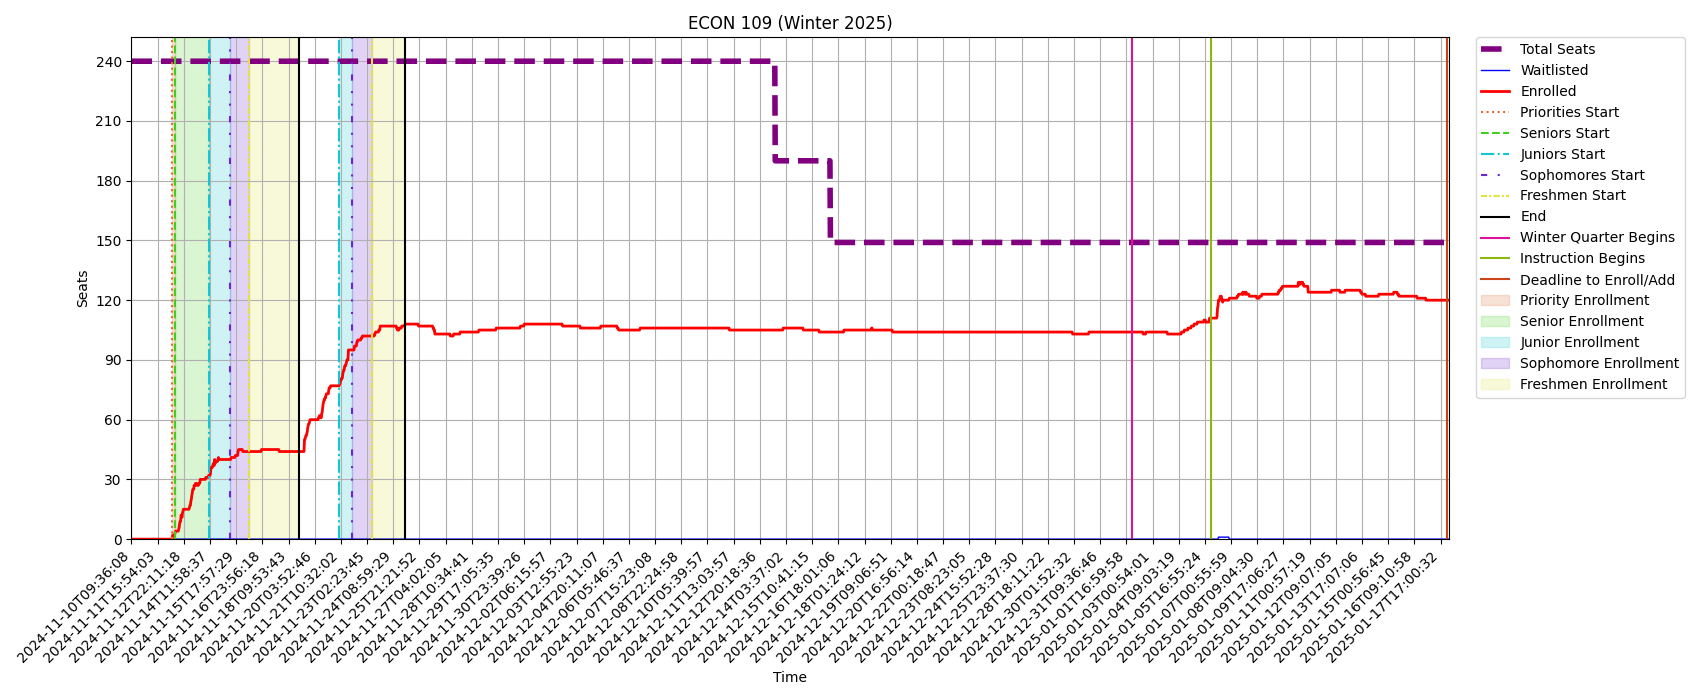 ECON 109 (Winter 2025)
Seats
240
210
180
150
120
90
60
30
0
2024-11-10T09:36:08
2024-11-11T15:54:03
2024-11-12T22:11:18
2024-11-14T11:58:37
2024-11-15T17:57:29
2024-11-16T23:56:18
2024-11-18T09:53:43
2024-11-20T03:52:46
2024-11-21T10:32:02
2024-11-23T02:23:45
2024-11-24T08:59:29
2024-11-25T21:21:52
2024-11-27T04:02:05
2024-11-28T10:34:41
2024-11-29T17:05:35
2024-11-30T23:39:26
2024-12-02T06:15:57
2024-12-03T12:55:23
2024-12-04T20:11:07
2024-12-06T05:46:37
2024-12-07T15:23:08
2024-12-08T22:24:58
2024-12-10T05:39:57
2024-12-11T13:03:57
2024-12-12T20:18:36
2024-12-14T03:37:02
2024-12-15T10:41:15
2024-12-16T18:01:06
2024-12-18T01:24:12
2024-12-19T09:06:51
2024-12-20T16:56:14
2024-12-22T00:18:47
2024-12-23T08:23:05
2024-12-24T15:52:28
2024-12-25T23:37:30
2024-12-28T18:11:22
2024-12-30T01:52:32
2024-12-31T09:36:46
2025-01-01T16:59:58
2025-01-03T00:54:01
2025-01-04T09:03:19
2025-01-05T16:55:24
2025-01-07T00:55:59
2025-01-08T09:04:30
2025-01-09T17:06:27
2025-01-11T00:57:19
2025-01-12T09:07:05
2025-01-13T17:07:06
2025-01-15T00:56:45
2025-01-16T09:10:58
2025-01-17T17:00:32
Time
Total Seats
Waitlisted
Enrolled
Priorities Start
Seniors Start
Juniors Start
Sophomores Start
Freshmen Start
End
Winter Quarter Begins
Instruction Begins
Deadline to Enroll/Add
Priority Enrollment
Senior Enrollment
Junior Enrollment
Sophomore Enrollment
Freshmen Enrollment